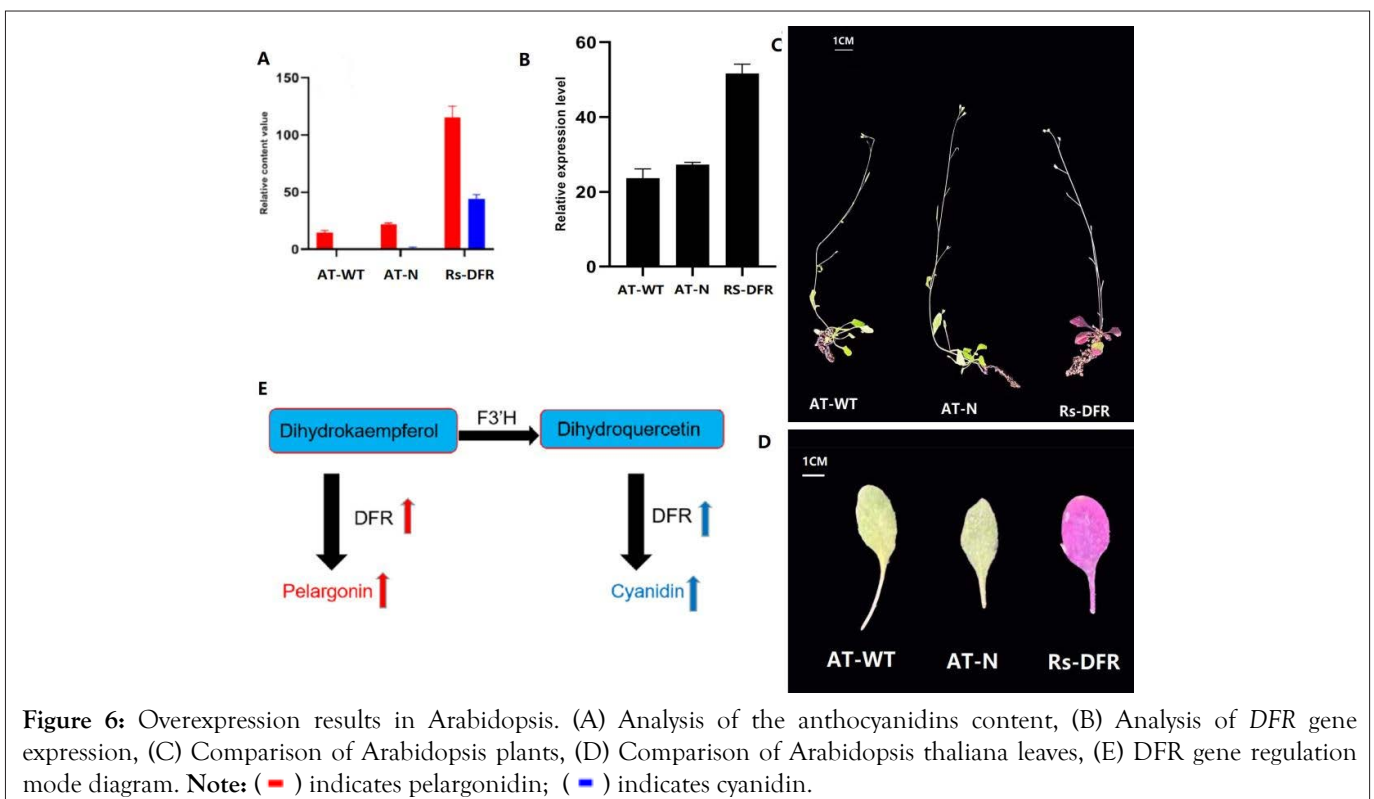 A
Relative content value
150
100
50
0
AT-WT AT-N Rs-DFR
B
Relative expression level
60
40
20
0
AT-WT AT-N RS-DFR
C
1CM
AT-WT AT-N Rs-DFR
E
Dihydrokaempferol F3'H Dihydroquercetin
DFR DFR
Pelargonin Cyanidin
D
1CM
AT-WT AT-N Rs-DFR
Figure 6: Overexpression results in Arabidopsis. (A) Analysis of the anthocyanidins content, (B) Analysis of DFR gene
expression, (C) Comparison of Arabidopsis plants, (D) Comparison of Arabidopsis thaliana leaves, (E) DFR gene regulation
mode diagram. Note: ( ) indicates pelargonidin; ( ) indicates cyanidin.